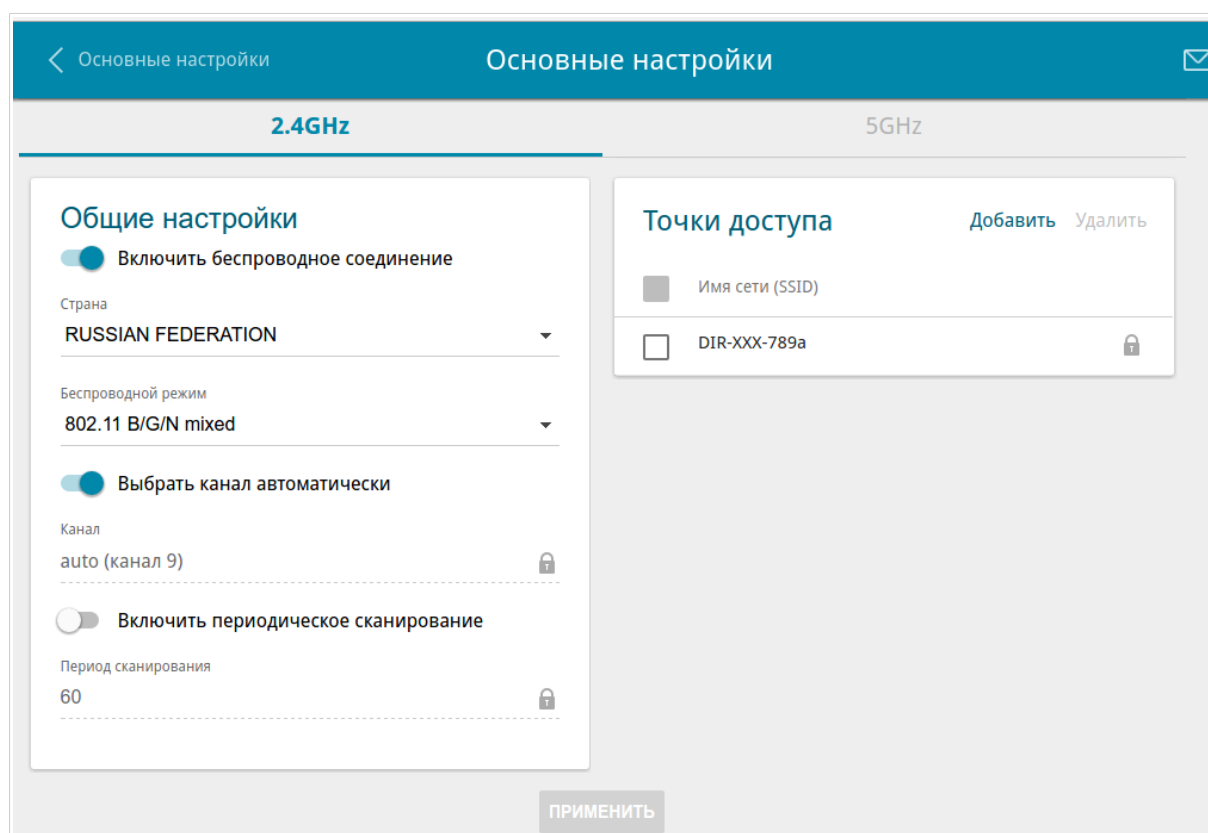 Основные настройки
Основные настройки
2.4GHz
5GHz
Общие настройки
Включить беспроводное соединение
Страна
RUSSIAN FEDERATION
Беспроводной режим
802.11 B/G/N mixed
Выбрать канал автоматически
Канал
auto (канал 9)
Включить периодическое сканирование
Период сканирования
60
Точки доступа
Добавить Удалить
Имя сети (SSID)
DIR-XXX-789a
ПРИМЕНИТЬ